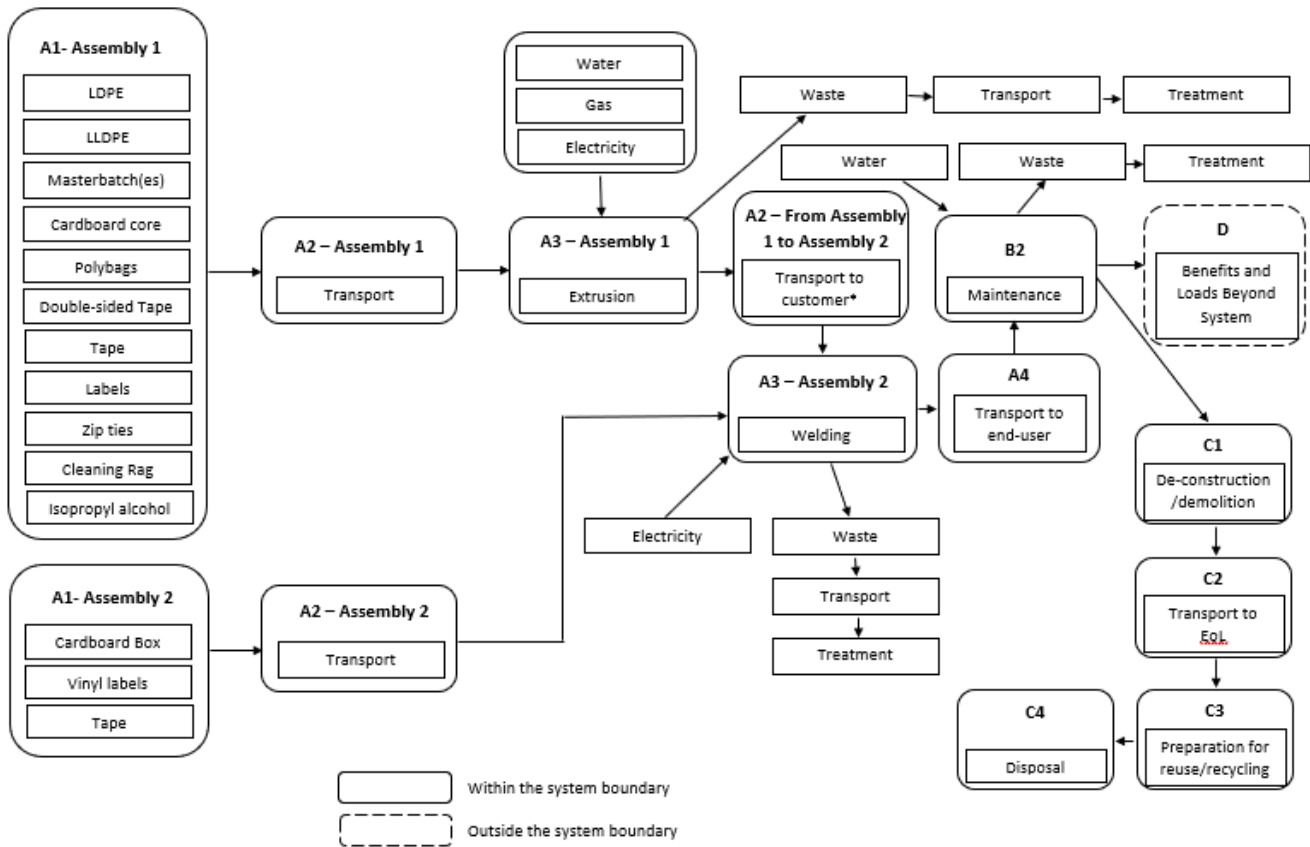 A1- Assembly 1
LDPE
LLDPE
Masterbatch(es)
Cardboard core
Polybags
Double-sided Tape
Tape
Labels
Zip ties
Cleaning Rag
Isopropyl alcohol
A1- Assembly 2
Cardboard Box
Vinyl labels
Tape
A2 – Assembly 1
Transport
A2 – Assembly 2
Transport
Water
Gas
Electricity
A3 – Assembly 1
Extrusion
Waste
Transport
Treatment
A2 – From Assembly
1 to Assembly 2
Transport to
customer*
A3 – Assembly 2
Welding
Electricity
Waste
Transport
Treatment
Water
Waste
Treatment
B2
Maintenance
A4
Transport to
end-user
D
Benefits and
Loads Beyond
System
C1
De-construction
/demolition
C2
Transport to
EoL
C3
Preparation for
reuse/recycling
C4
Disposal
Within the system boundary
Outside the system boundary